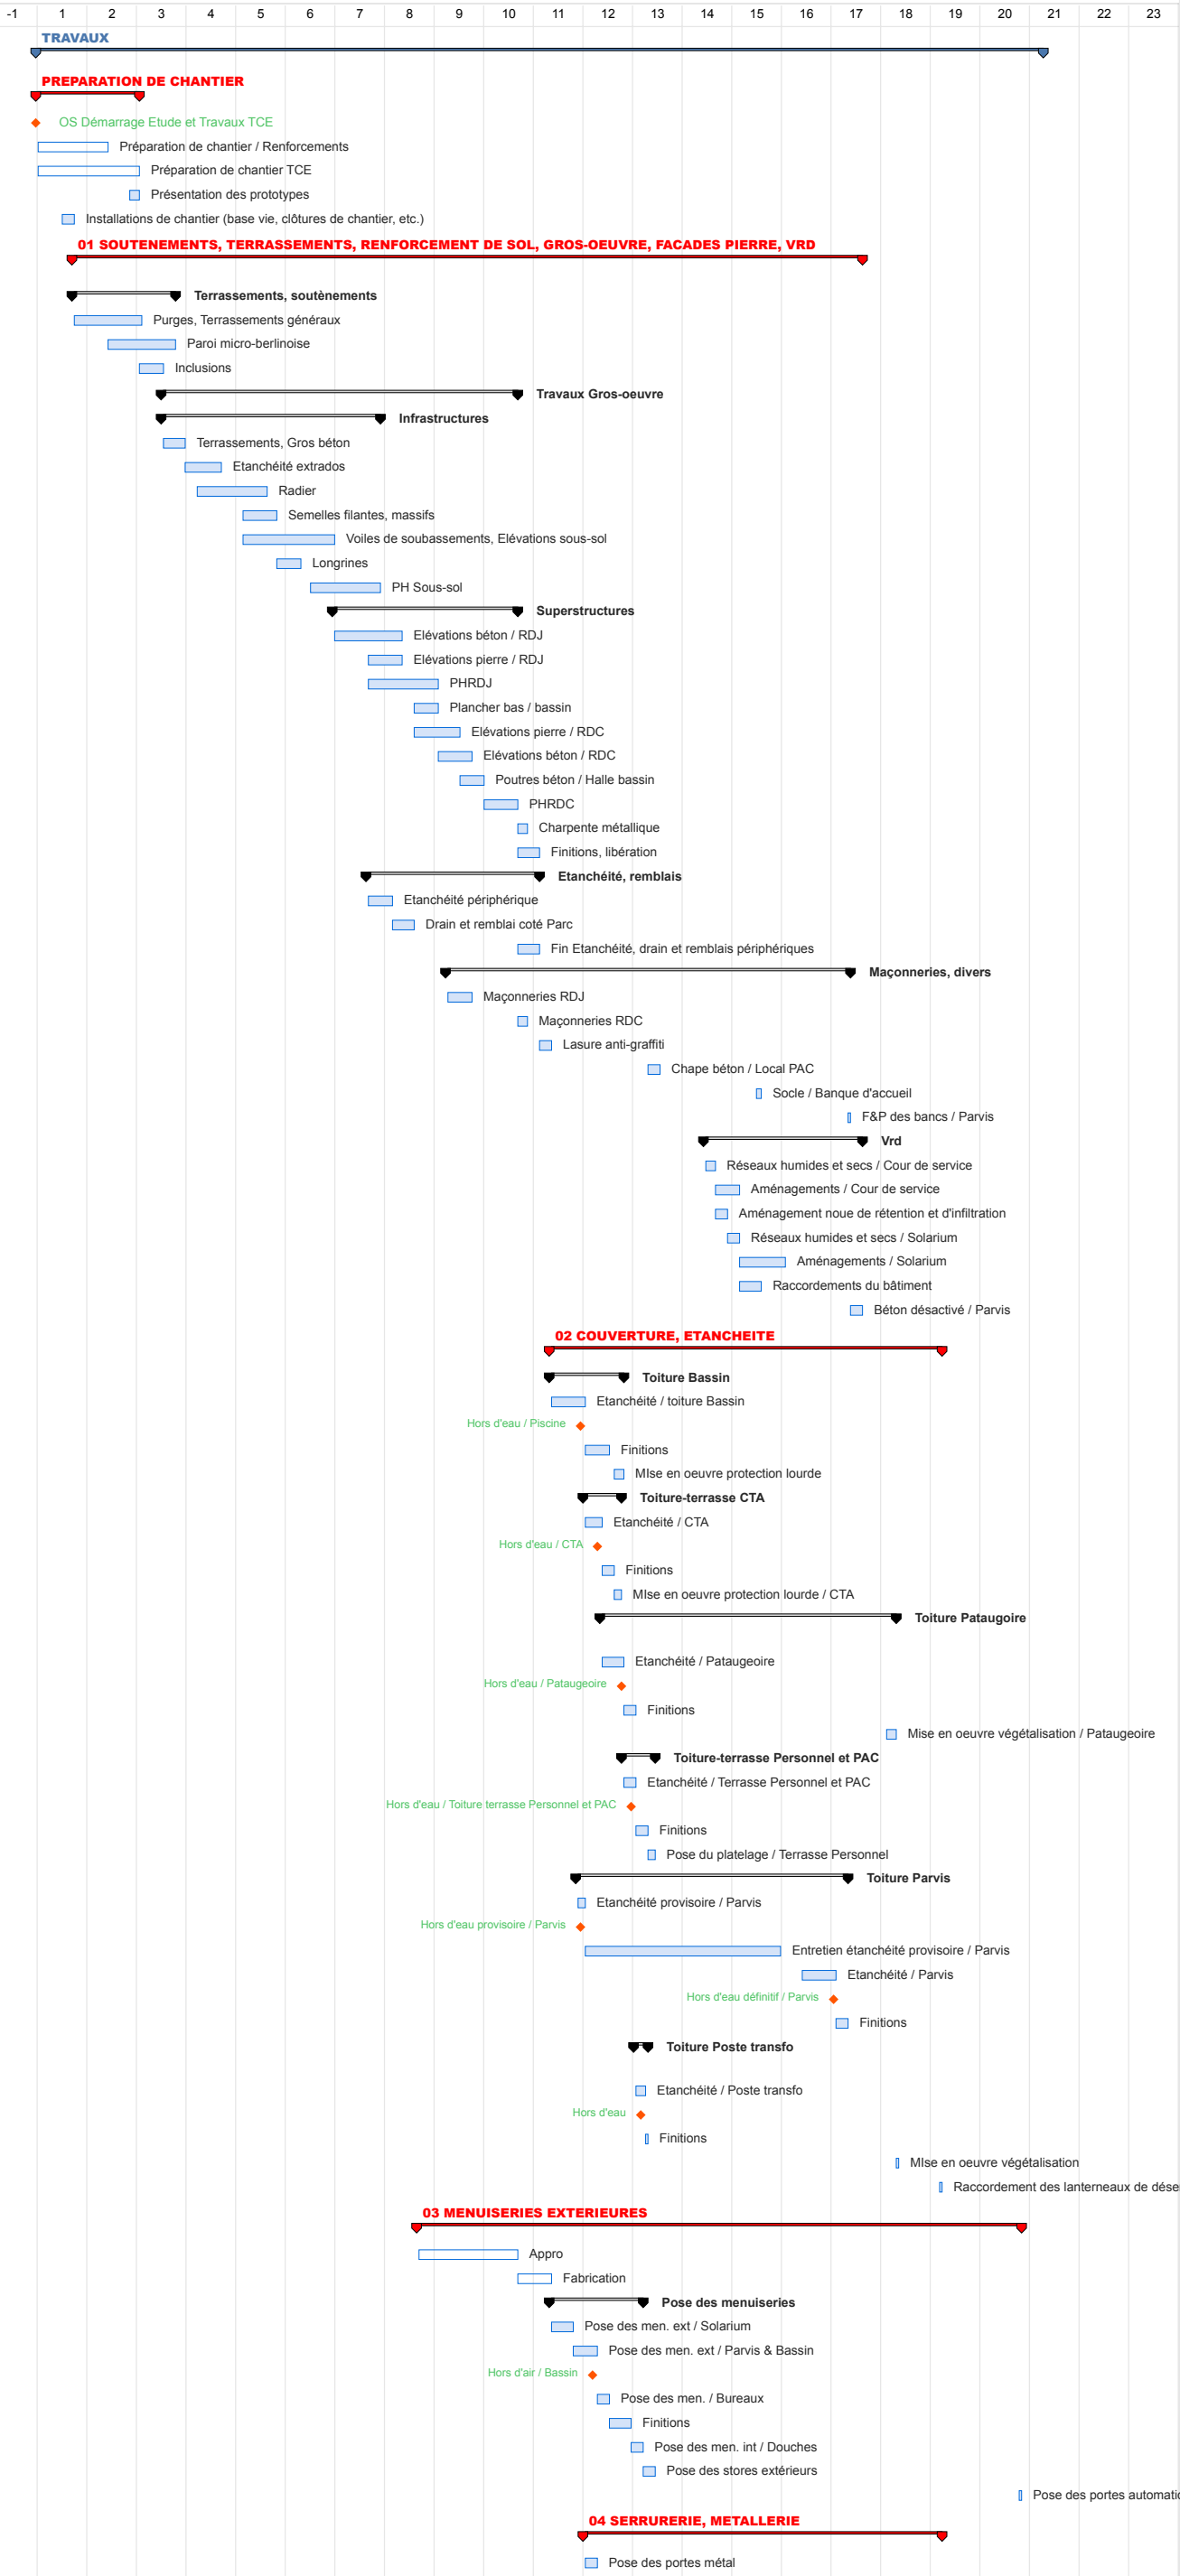 -1 1 2 3 4 5 6 7 8 9 10 11 12 13 14 15 16 17 18 19 20 21 22 23
TRAVAUX
PREPARATION DE CHANTIER
OS Démarrage Etude et Travaux TCE
Préparation de chantier / Renforcements
Préparation de chantier TCE
Présentation des prototypes
Installations de chantier (base vie, clôtures de chantier, etc.)
01 SOUTENEMENTS, TERRASSEMENTS, RENFORCEMENT DE SOL, GROS-OEUVRE, FACADES PIERRE, VRD
Terrassements, soutènements
Purges, Terrassements généraux
Paroi micro-berlinoise
Inclusions
Travaux Gros-oeuvre
Infrastructures
Terrassements, Gros béton
Etanchéité extrados
Radier
Semelles filantes, massifs
Voiles de soubassements, Elévations sous-sol
Longrines
PH Sous-sol
Superstructures
Elévations béton / RDJ
Elévations pierre / RDJ
PHRDJ
Plancher bas / bassin
Elévations pierre / RDC
Elévations béton / RDC
Poutres béton / Halle bassin
PHRDC
Charpente métallique
Finitions, libération
Etanchéité, remblais
Etanchéité périphérique
Drain et remblai coté Parc
Fin Etanchéité, drain et remblais périphériques
Maçonneries, divers
Maçonneries RDJ
Maçonneries RDC
Lasure anti-graffiti
Chape béton / Local PAC
Socle / Banque d'accueil
F&P des bancs / Parvis
Vrd
Réseaux humides et secs / Cour de service
Aménagements / Cour de service
Aménagement noue de rétention et d'infiltration
Réseaux humides et secs / Solarium
Aménagements / Solarium
Raccordements du bâtiment
Béton désactivé / Parvis
02 COUVERTURE, ETANCHEITE
Toiture Bassin
Etanchéité / toiture Bassin
Hors d'eau / Piscine
Finitions
MIse en oeuvre protection lourde
Toiture-terrasse CTA
Etanchéité / CTA
Hors d'eau / CTA
Finitions
MIse en oeuvre protection lourde / CTA
Toiture Pataugoire
Etanchéité / Pataugeoire
Hors d'eau / Pataugeoire
Finitions
Mise en oeuvre végétalisation / Pataugeoire
Toiture-terrasse Personnel et PAC
Etanchéité / Terrasse Personnel et PAC
Hors d'eau / Toiture terrasse Personnel et PAC
Finitions
Pose du platelage / Terrasse Personnel
Toiture Parvis
Etanchéité provisoire / Parvis
Hors d'eau provisoire / Parvis
Entretien étanchéité provisoire / Parvis
Etanchéité / Parvis
Hors d'eau définitif / Parvis
Finitions
Toiture Poste transfo
Etanchéité / Poste transfo
Hors d'eau
Finitions
MIse en oeuvre végétalisation
Raccordement des lanterneaux de dése
03 MENUISERIES EXTERIEURES
Appro
Fabrication
Pose des menuiseries
Pose des men. ext / Solarium
Pose des men. ext / Parvis & Bassin
Hors d'air / Bassin
Pose des men. / Bureaux
Finitions
Pose des men. int / Douches
Pose des stores extérieurs
Pose des portes automatic
04 SERRURERIE, METALLERIE
Pose des portes métal